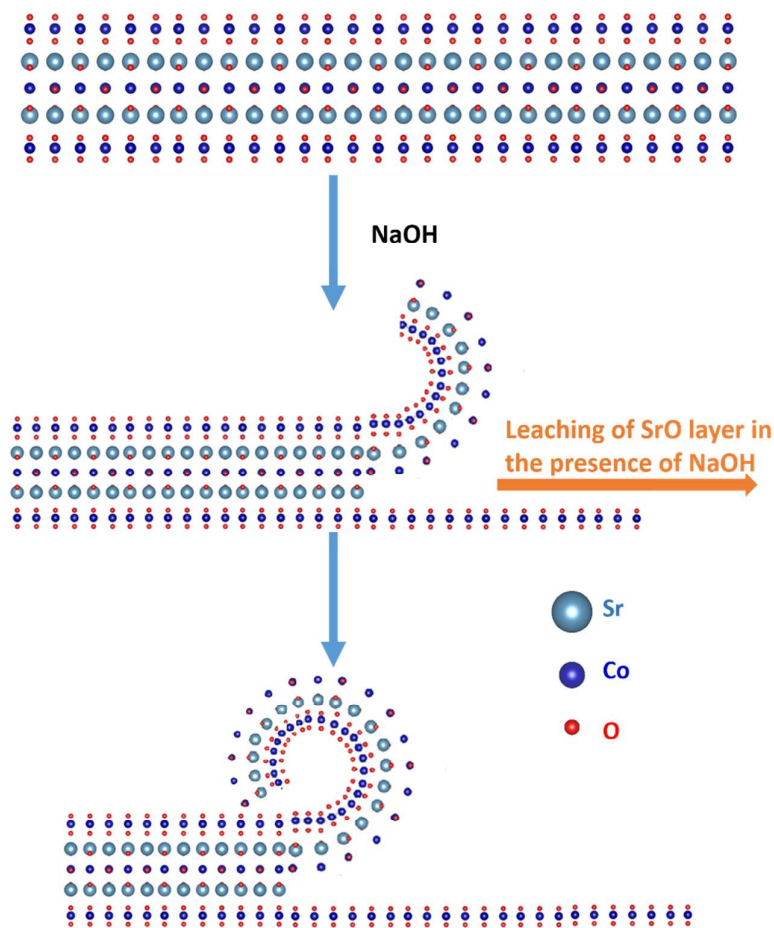 NaOH
Leaching of SrO layer in
the presence of NaOH
Sr
Co
O